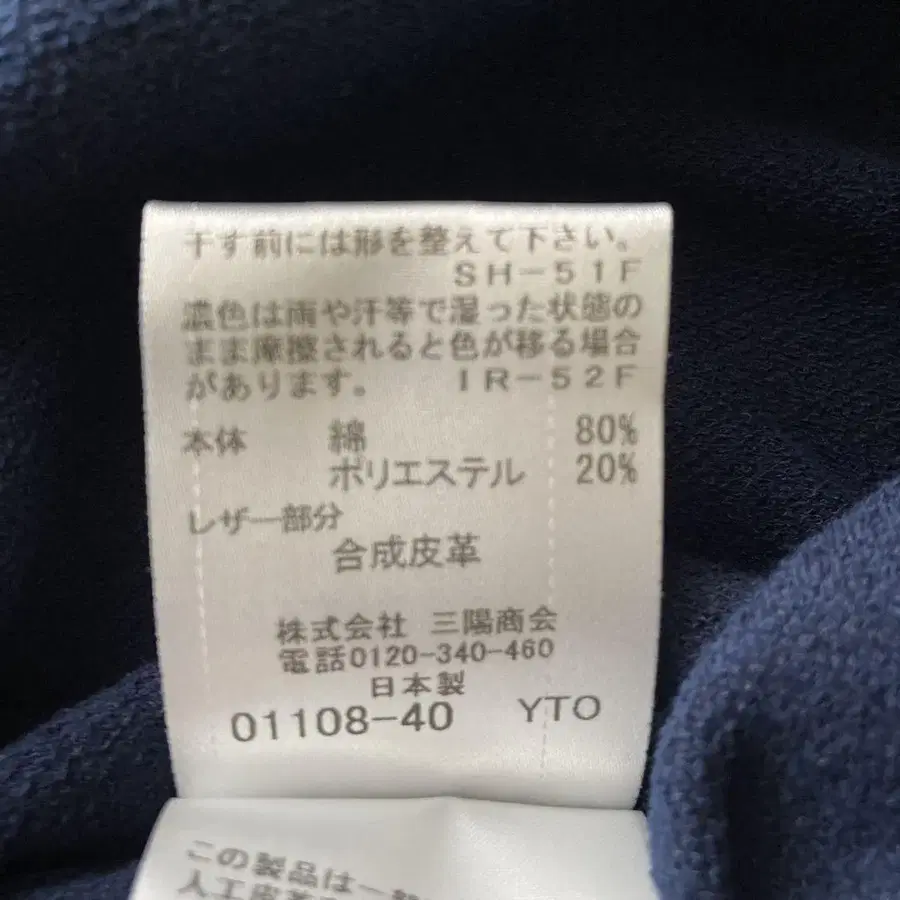 干す前には形を整えて下さい。
SH-51F
濃色は雨や汗等で湿った状態の
まま摩擦されると色が移る場合
があります。 IR-52F
本体 綿 80%
ポリエステル 20%
レザー部分
合成皮革
株式会社 三陽商会
電話0120-340-460
日本製
01108-40 YTO
この製品は一部
人工皮革